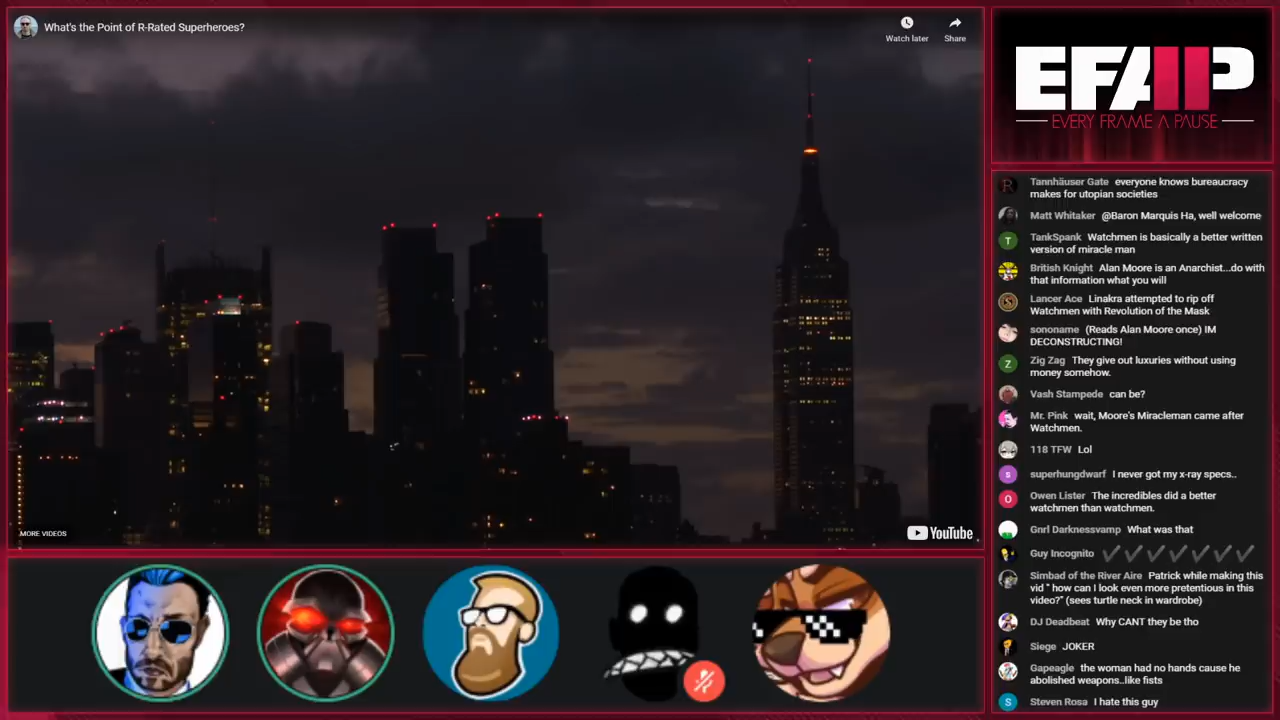 What's the Point of R-Rated Superheroes?
Watch later
Share
MORE VIDEOS
YouTube
EFAP
EVERY FRAME A PAUSE
Tannhäuser Gate everyone knows bureaucracy
makes for utopian societies
Matt Whitaker @Baron Marquis Ha, well welcome
T
TankSpank Watchmen is basically a better written
version of miracle man
British Knight Alan Moore is an Anarchist...do with
that information what you will
Lancer Ace Linakra attempted to rip off
Watchmen with Revolution of the Mask
sononame (Reads Alan Moore once) IM
DECONSTRUCTING!
Z
Zig Zag They give out luxuries without using
money somehow.
Vash Stampede can be?
Mr. Pink wait, Moore's Miracleman came after
Watchmen.
118 TFW Lol
s
superhungdwarf I never got my x-ray specs..
O
Owen Lister The incredibles did a better
watchmen than watchmen.
Gnrl Darknessvamp What was that
Guy Incognito ✔✔✔✔✔✔✔
Simbad of the River Aire Patrick while making this
vid " how can I look even more pretentious in this
video?" (sees turtle neck in wardrobe)
DJ Deadbeat Why CANT they be tho
Siege JOKER
Gapeagle the woman had no hands cause he
abolished weapons..like fists
S
Steven Rosa I hate this guy